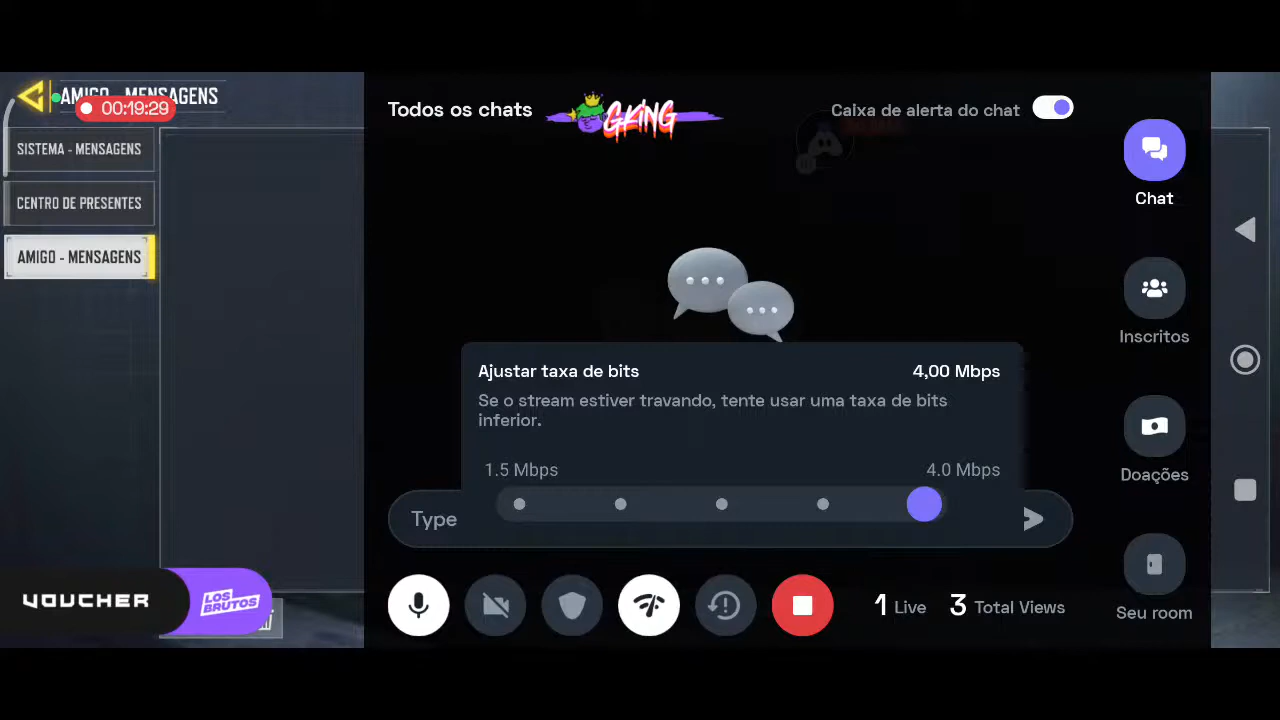 AMIGO - MENSAGENS
00:19:29
SISTEMA - MENSAGENS
CENTRO DE PRESENTES
AMIGO - MENSAGENS
VOUCHER
LOS BRUTOS
Todos os chats
GKING
Caixa de alerta do chat
Ajustar taxa de bits
4,00 Mbps
Se o stream estiver travando, tente usar uma taxa de bits
inferior.
1.5 Mbps
4.0 Mbps
Type
1 Live
3 Total Views
Chat
Inscritos
Doações
Seu room